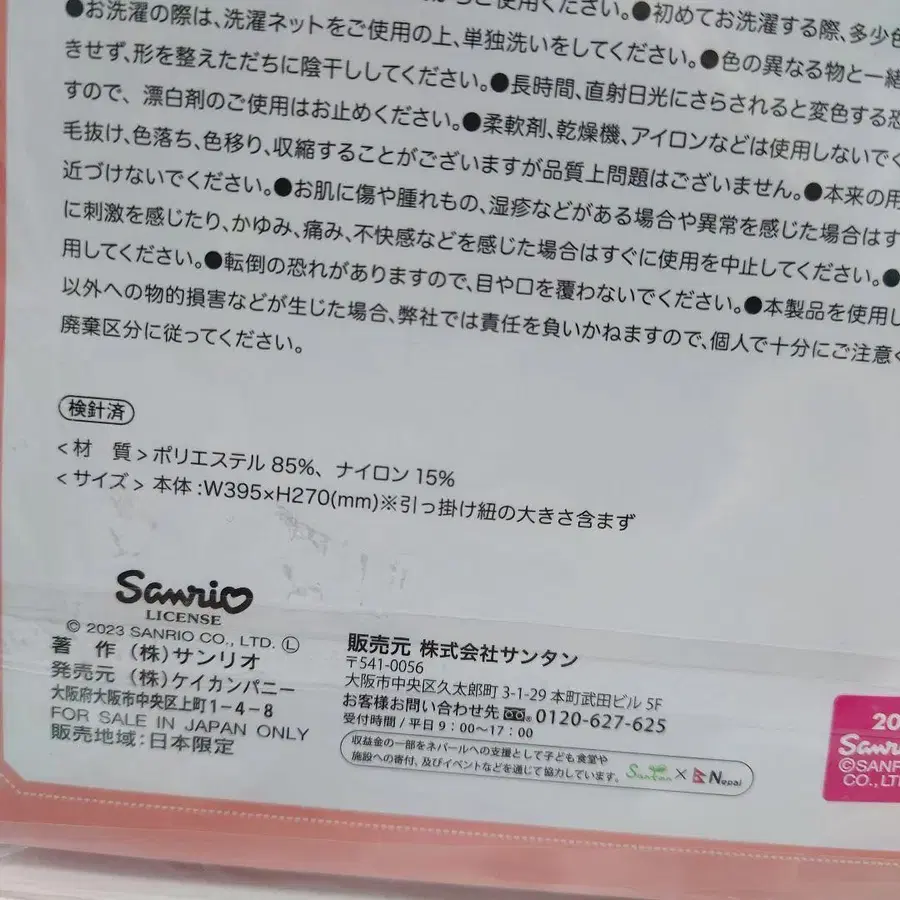 ご使用ください。●初めてお洗濯する際、多少色
●お洗濯の際は、洗濯ネットをご使用の上、単独洗いをしてください。●色の異なる物と一緒
きせず、形を整えただちに陰干ししてください。●長時間、直射日光にさらされると変色する恐
すので、漂白剤のご使用はお止めください。●柔軟剤、乾燥機、アイロンなどは使用しないでく
毛抜け、色落ち、色移り、収縮することがございますが品質上問題はございません。●本来の用
近づけないでください。●お肌に傷や腫れもの、湿疹などがある場合や異常を感じた場合はす
に刺激を感じたり、かゆみ、痛み、不快感などを感じた場合はすぐに使用を中止してください。●
用してください。●転倒の恐れがありますので、目や口を覆わないでください。●本製品を使用し
以外への物的損害などが生じた場合、弊社では責任を負いかねますので、個人で十分にご注意く
廃棄区分に従ってください。
検針済
<材 質>ポリエステル 85%、ナイロン 15%
<サイズ> 本体:W395×H270(mm)※引っ掛け紐の大きさ含まず
Sanrio
LICENSE
© 2023 SANRIO CO., LTD. Ⓛ
著 作 (株)サンリオ
発売元 (株)ケイカンパニー
大阪府大阪市中央区上町1-4-8
FOR SALE IN JAPAN ONLY
販売地域:日本限定
販売元 株式会社サンタン
〒541-0056
大阪市中央区久太郎町 3-1-29 本町武田ビル 5F
お客様お問い合わせ先 0120-627-625
受付時間 / 平日 9:00〜17:00
収益金の一部をネパールへの支援として子ども食堂や
施設への寄付、及びイベントなどを通じて協力しています。 Santan × Nepal
20
Sanr
©SANR
CO., LT